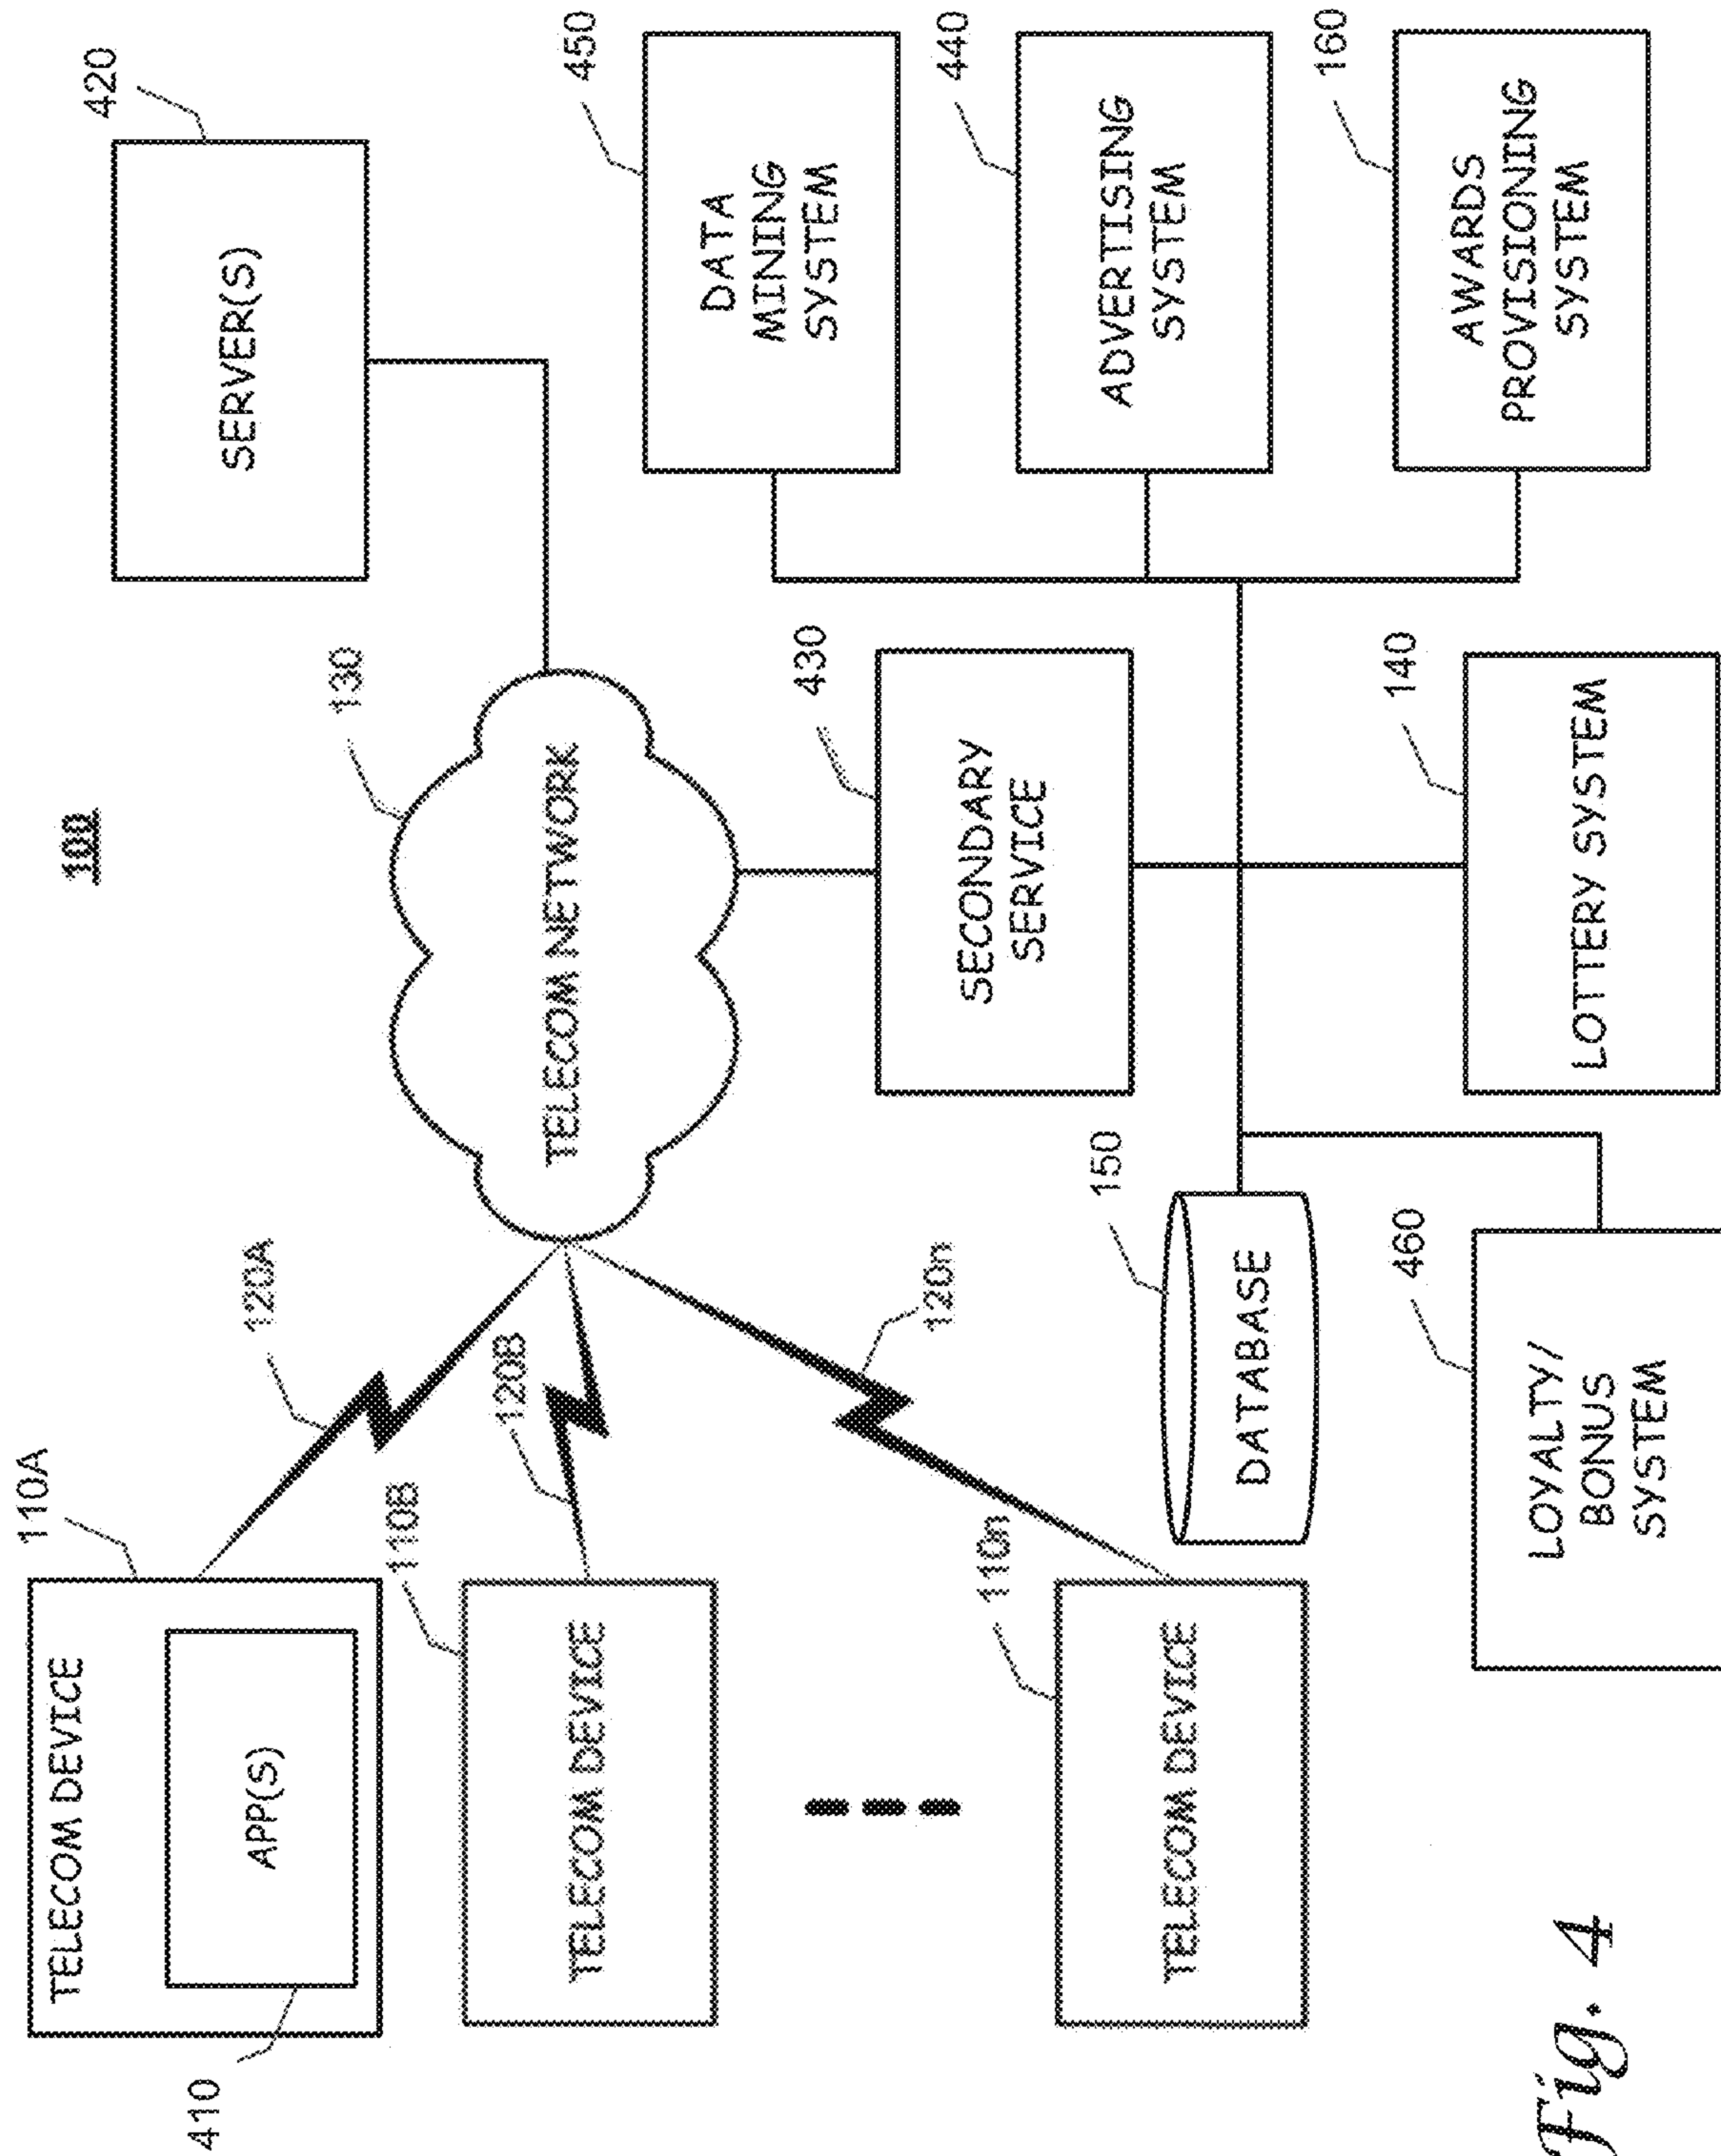 100
110A
TELECOM DEVICE
APP(S)
410
120A
110B
TELECOM DEVICE
120B
110n
TELECOM DEVICE
120n
130
TELECOM NETWORK
420
SERVER(S)
430
SECONDARY
SERVICE
450
DATA
MINING
SYSTEM
440
ADVERTISING
SYSTEM
160
AWARDS
PROVISIONING
SYSTEM
150
DATABASE
140
LOTTERY SYSTEM
460
LOYALTY/
BONUS
SYSTEM
Fig. 4